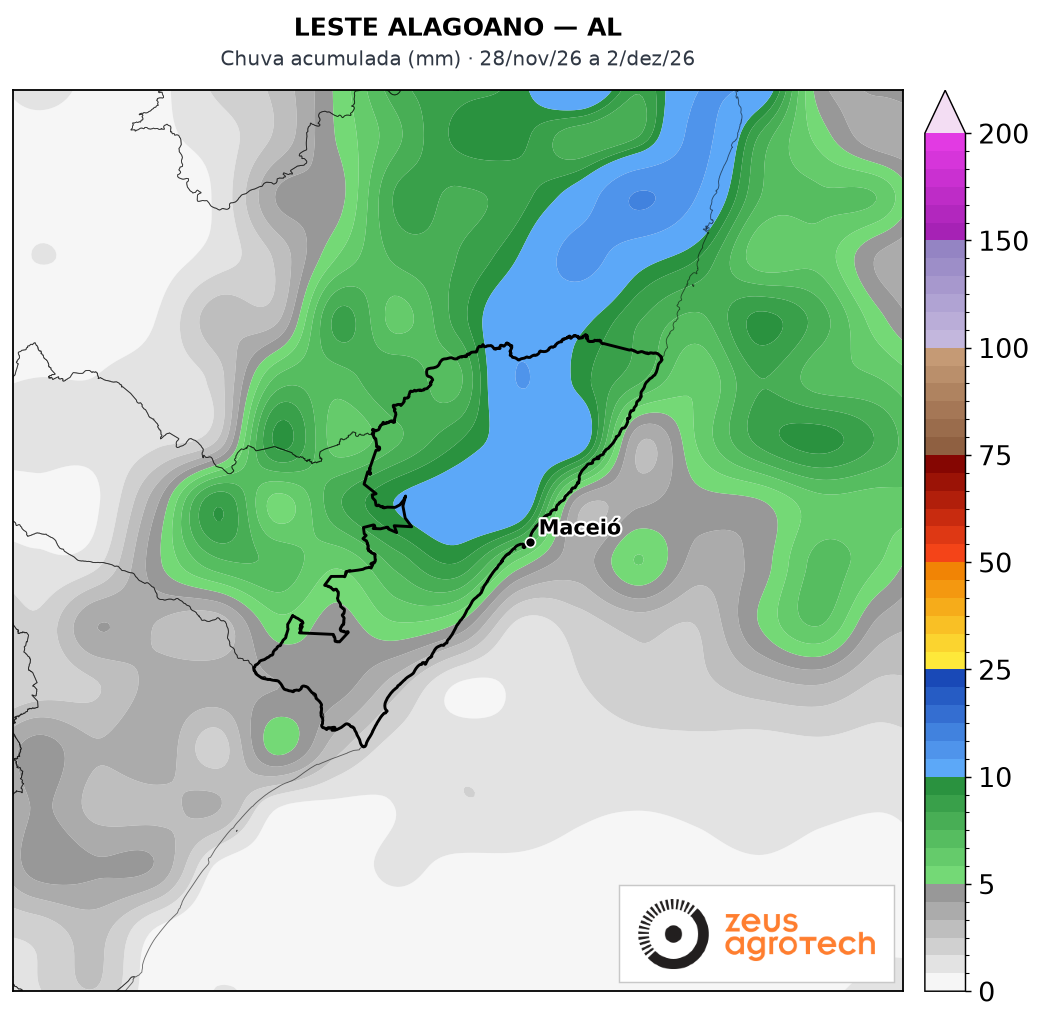 LESTE ALAGOANO — AL
Chuva acumulada (mm) · 28/nov/26 a 2/dez/26
200
150
100
75
50
25
10
5
0
Maceió
zeus
agrotech